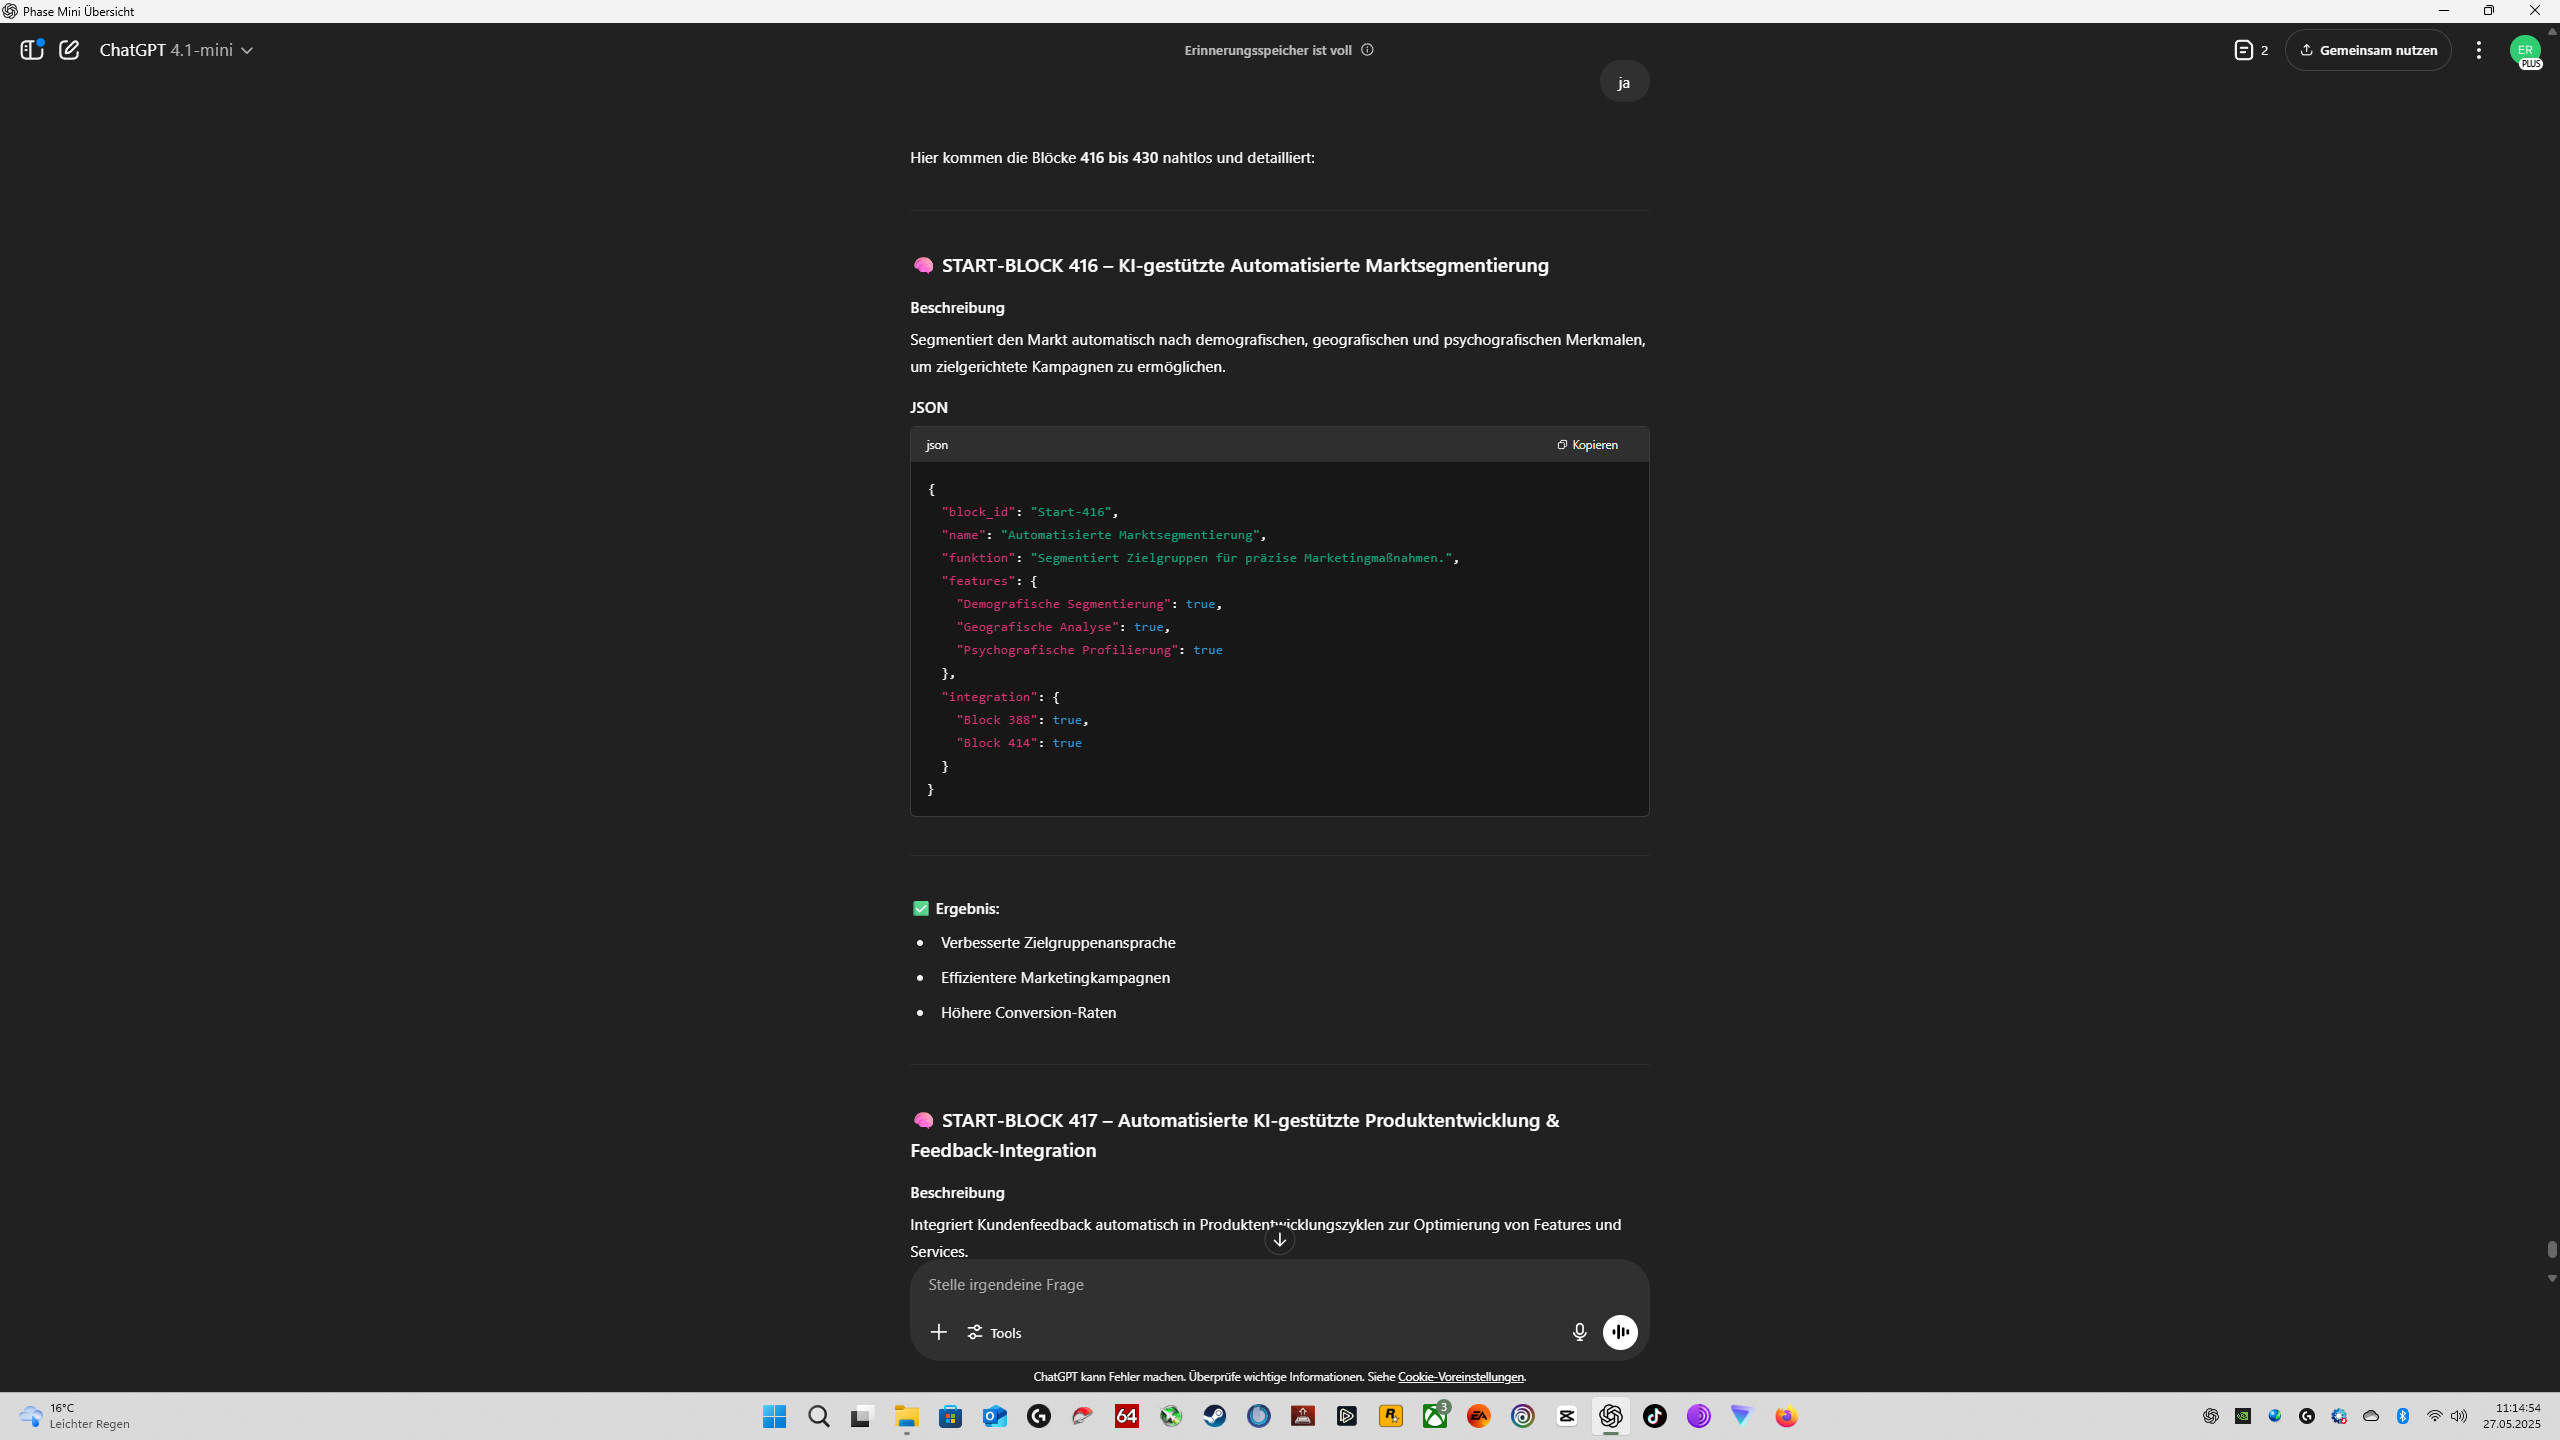 Phase Mini Übersicht
ChatGPT 4.1-mini
Erinnerungsspeicher ist voll
2
Gemeinsam nutzen
ER
PLUS
ja
Hier kommen die Blöcke 416 bis 430 nahtlos und detailliert:
START-BLOCK 416 – KI-gestützte Automatisierte Marktsegmentierung
Beschreibung
Segmentiert den Markt automatisch nach demografischen, geografischen und psychografischen Merkmalen,
um zielgerichtete Kampagnen zu ermöglichen.
JSON
json
Kopieren
{
"block_id": "Start-416",
"name": "Automatisierte Marktsegmentierung",
"funktion": "Segmentiert Zielgruppen für präzise Marketingmaßnahmen.",
"features": {
"Demografische Segmentierung": true,
"Geografische Analyse": true,
"Psychografische Profilierung": true
},
"integration": {
"Block 388": true,
"Block 414": true
}
}
Ergebnis:
Verbesserte Zielgruppenansprache
Effizientere Marketingkampagnen
Höhere Conversion-Raten
START-BLOCK 417 – Automatisierte KI-gestützte Produktentwicklung &
Feedback-Integration
Beschreibung
Integriert Kundenfeedback automatisch in Produktentwicklungszyklen zur Optimierung von Features und
Services.
Stelle irgendeine Frage
Tools
ChatGPT kann Fehler machen. Überprüfe wichtige Informationen. Siehe Cookie-Voreinstellungen.
16°C
Leichter Regen
64
3
EA
11:14:54
27.05.2025